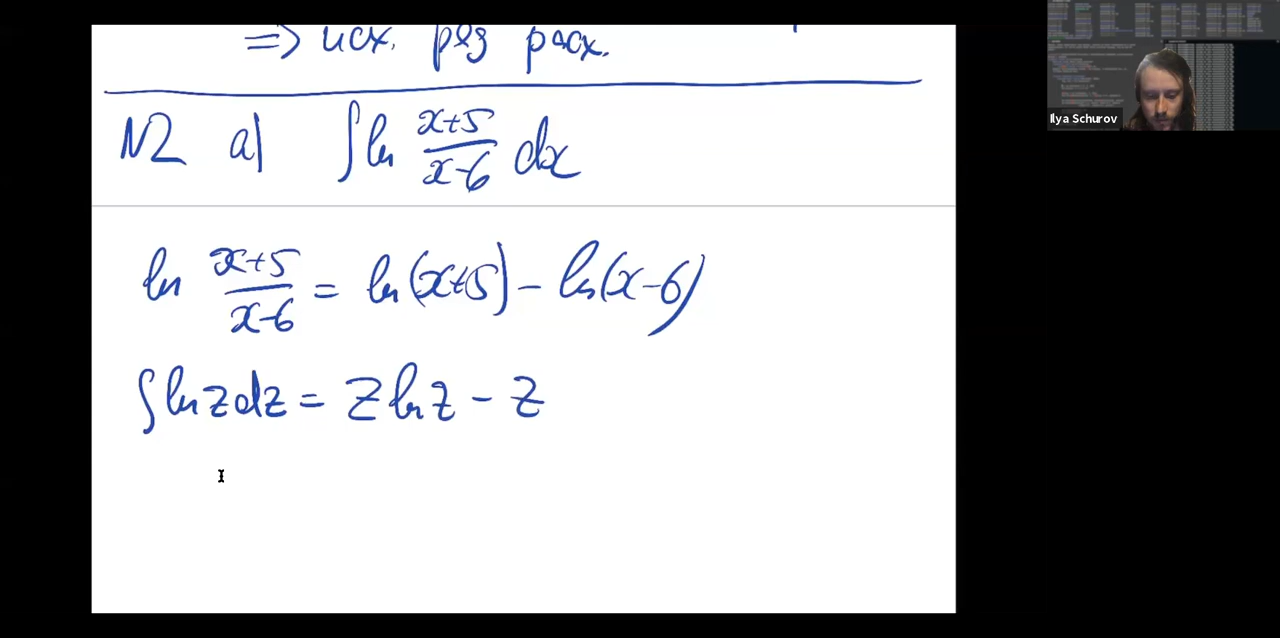 => исх. ряд расх.
N2 a) ∫ ln (x+5)/(x-6) dx
ln (x+5)/(x-6) = ln(x+5) - ln(x-6)
∫ ln z dz = z ln z - z
Ilya Schurov